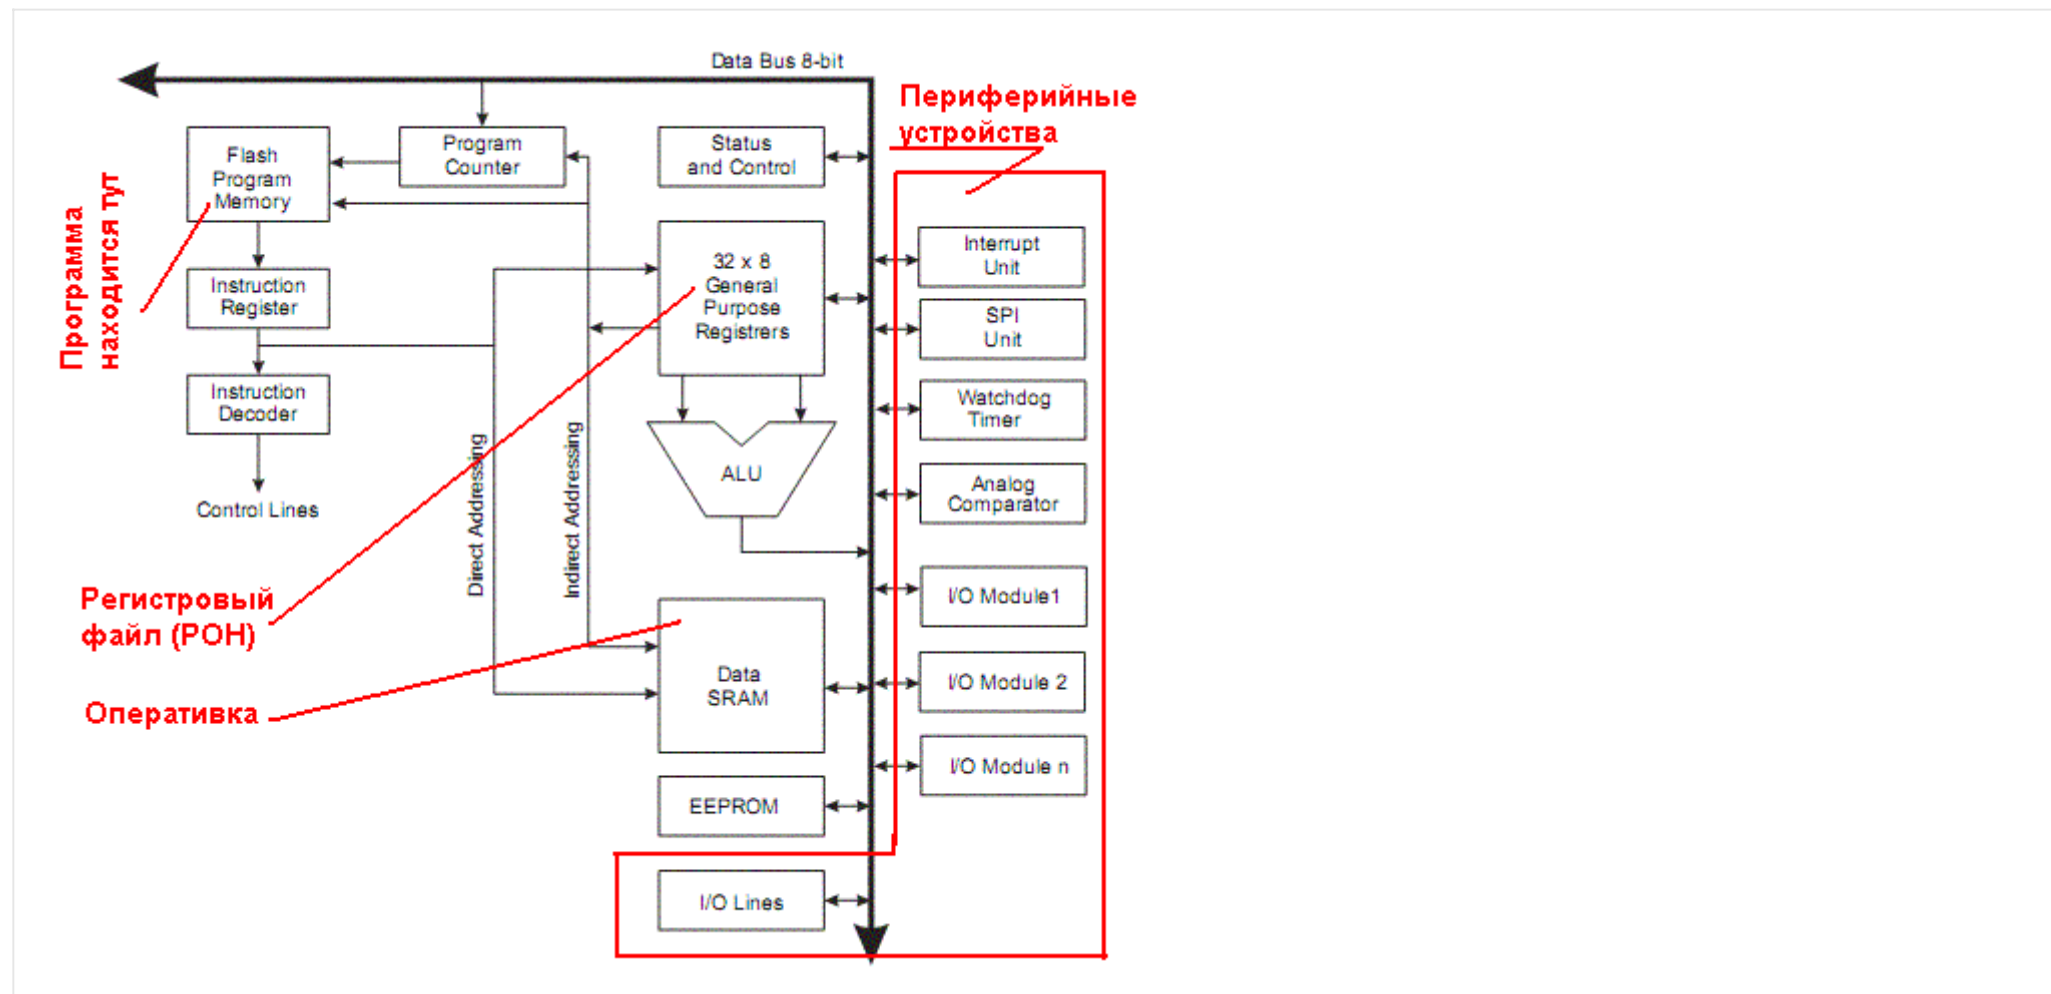 Data Bus 8-bit
Периферийные
устройства
Программа
находится тут
Flash
Program
Memory
Program
Counter
Status
and Control
Interrupt
Unit
32 x 8
General
Purpose
Registrers
Instruction
Register
SPI
Unit
Instruction
Decoder
Watchdog
Timer
Control Lines
Direct Addressing
Indirect Addressing
ALU
Analog
Comparator
Регистровый
файл (РОН)
I/O Module1
Оперативка
Data
SRAM
I/O Module 2
I/O Module n
EEPROM
I/O Lines